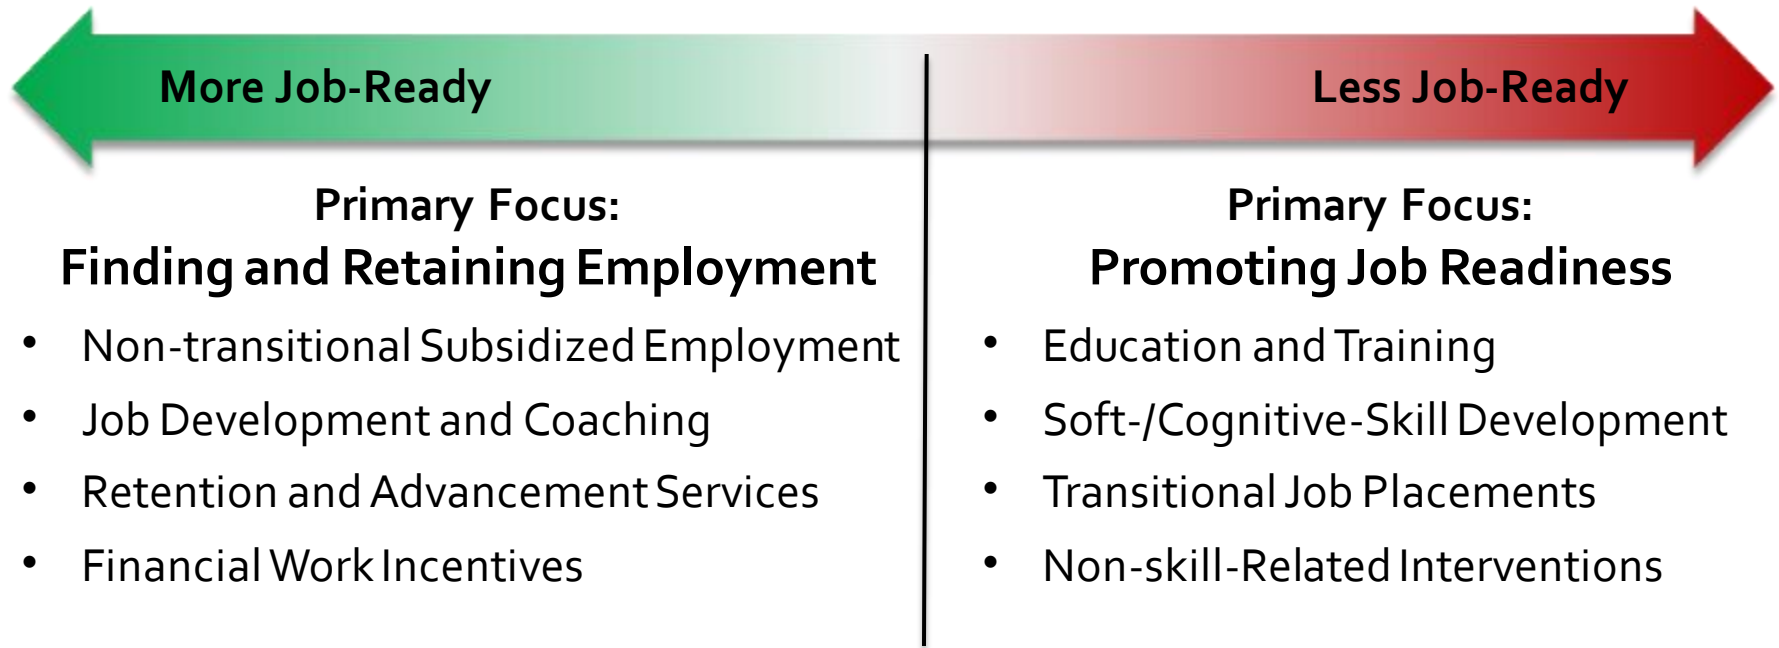 More Job-Ready
Less Job-Ready
Primary Focus:
Finding and Retaining Employment
• Non-transitional Subsidized Employment
• Job Development and Coaching
• Retention and Advancement Services
• Financial Work Incentives
Primary Focus:
Promoting Job Readiness
• Education and Training
• Soft-/Cognitive-Skill Development
• Transitional Job Placements
• Non-skill-Related Interventions